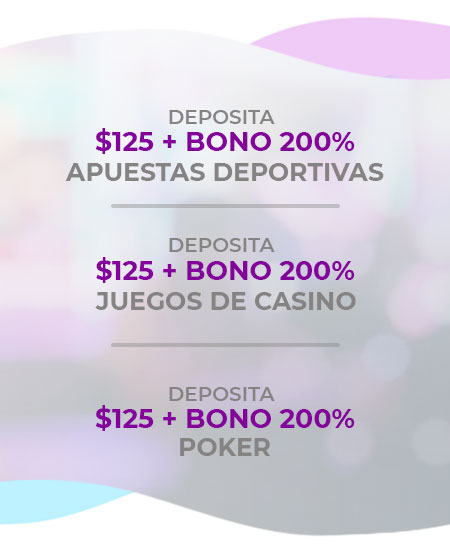 DEPOSITA
$125 + BONO 200%
APUESTAS DEPORTIVAS
DEPOSITA
$125 + BONO 200%
JUEGOS DE CASINO
DEPOSITA
$125 + BONO 200%
POKER